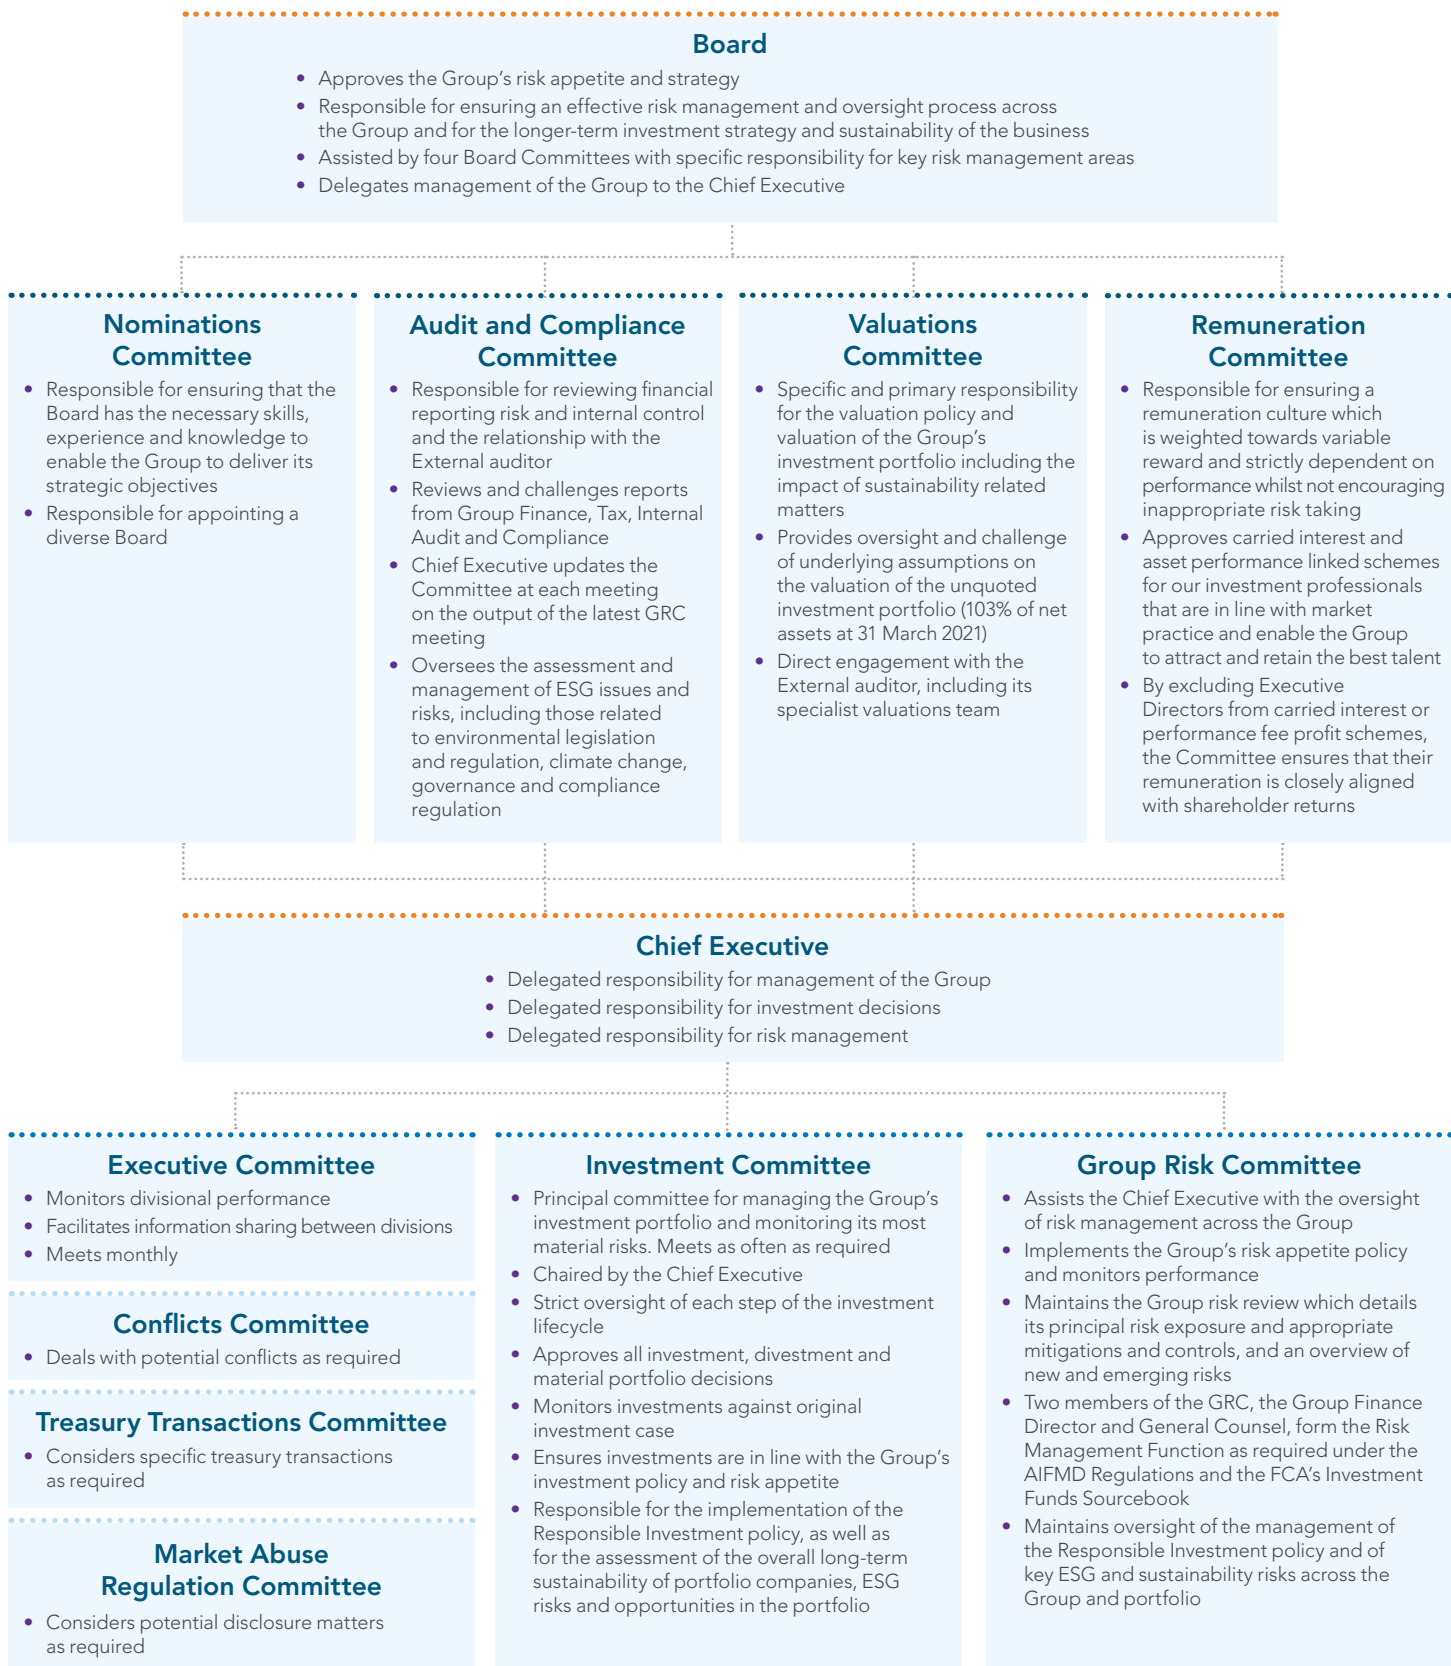 Board
• Approves the Group's risk appetite and strategy
• Responsible for ensuring an effective risk management and oversight process across
the Group and for the longer-term investment strategy and sustainability of the business
• Assisted by four Board Committees with specific responsibility for key risk management areas
• Delegates management of the Group to the Chief Executive
Nominations
Committee
• Responsible for ensuring that the
Board has the necessary skills,
experience and knowledge to
enable the Group to deliver its
strategic objectives
• Responsible for appointing a
diverse Board
Audit and Compliance
Committee
• Responsible for reviewing financial
reporting risk and internal control
and the relationship with the
External auditor
• Reviews and challenges reports
from Group Finance, Tax, Internal
Audit and Compliance
• Chief Executive updates the
Committee at each meeting
on the output of the latest GRC
meeting
• Oversees the assessment and
management of ESG issues and
risks, including those related
to environmental legislation
and regulation, climate change,
governance and compliance
regulation
Valuations
Committee
• Specific and primary responsibility
for the valuation policy and
valuation of the Group's
investment portfolio including the
impact of sustainability related
matters
• Provides oversight and challenge
of underlying assumptions on
the valuation of the unquoted
investment portfolio (103% of net
assets at 31 March 2021)
• Direct engagement with the
External auditor, including its
specialist valuations team
Remuneration
Committee
• Responsible for ensuring a
remuneration culture which
is weighted towards variable
reward and strictly dependent on
performance whilst not encouraging
inappropriate risk taking
• Approves carried interest and
asset performance linked schemes
for our investment professionals
that are in line with market
practice and enable the Group
to attract and retain the best talent
• By excluding Executive
Directors from carried interest or
performance fee profit schemes,
the Committee ensures that their
remuneration is closely aligned
with shareholder returns
Chief Executive
• Delegated responsibility for management of the Group
• Delegated responsibility for investment decisions
• Delegated responsibility for risk management
Executive Committee
• Monitors divisional performance
• Facilitates information sharing between divisions
• Meets monthly
Conflicts Committee
• Deals with potential conflicts as required
Treasury Transactions Committee
• Considers specific treasury transactions
as required
Market Abuse
Regulation Committee
• Considers potential disclosure matters
as required
Investment Committee
• Principal committee for managing the Group's
investment portfolio and monitoring its most
material risks. Meets as often as required
• Chaired by the Chief Executive
• Strict oversight of each step of the investment
lifecycle
• Approves all investment, divestment and
material portfolio decisions
• Monitors investments against original
investment case
• Ensures investments are in line with the Group's
investment policy and risk appetite
• Responsible for the implementation of the
Responsible Investment policy, as well as
for the assessment of the overall long-term
sustainability of portfolio companies, ESG
risks and opportunities in the portfolio
Group Risk Committee
• Assists the Chief Executive with the oversight
of risk management across the Group
• Implements the Group's risk appetite policy
and monitors performance
• Maintains the Group risk review which details
its principal risk exposure and appropriate
mitigations and controls, and an overview of
new and emerging risks
• Two members of the GRC, the Group Finance
Director and General Counsel, form the Risk
Management Function as required under the
AIFMD Regulations and the FCA's Investment
Funds Sourcebook
• Maintains oversight of the management of
the Responsible Investment policy and of
key ESG and sustainability risks across the
Group and portfolio